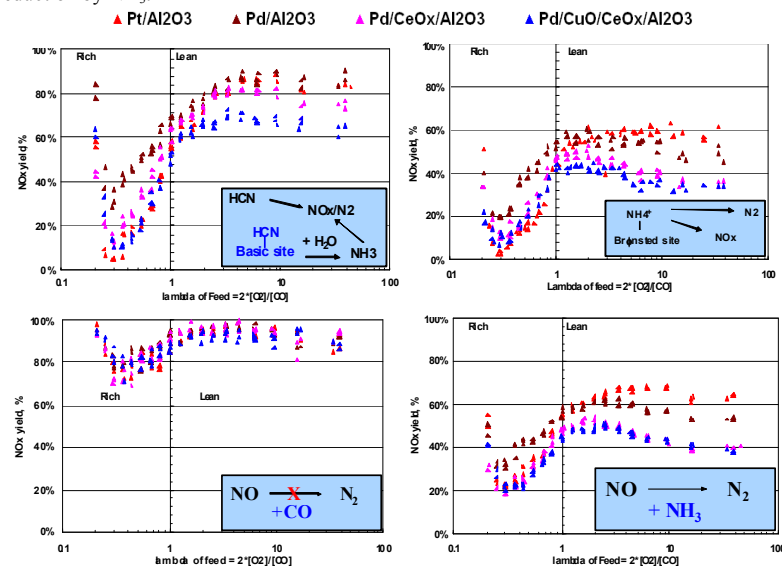 Pt/Al2O3 Pd/Al2O3 Pd/CeOx/Al2O3 Pd/CuO/CeOx/Al2O3
100%
80%
60%
40%
20%
0%
NOx yield, %
Rich
Lean
HCN
NOx/N2
HCN
Basic site
+ H2O
NH3
0.1 1 10 100
lambda of Feed = 2*[O2]/[CO]
100%
80%
60%
40%
20%
0%
NOx yield, %
Rich
Lean
NH4+
N2
Brønsted site
NOx
0.1 1 10 100
Lambda of feed = 2*[O2]/[CO]
100%
80%
60%
40%
20%
0%
NOx yield, %
Rich
Lean
NO X N2
+CO
0.1 1 10 100
lambda of feed = 2*[O2]/[CO]
100%
80%
60%
40%
20%
0%
NOx yield, %
Rich
Lean
NO N2
+ NH3
0.1 1 10 100
lambda of feed = 2*[O2]/[CO]